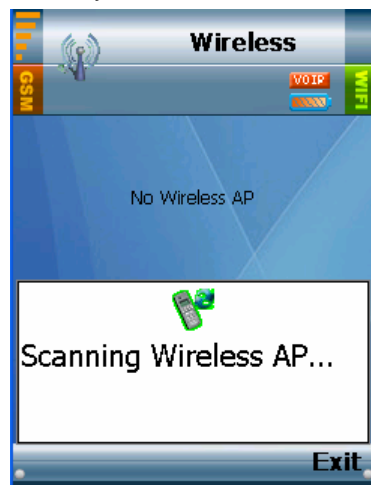 Wireless
GSM
VOIP
WIFI
No Wireless AP
Scanning Wireless AP...
Exit